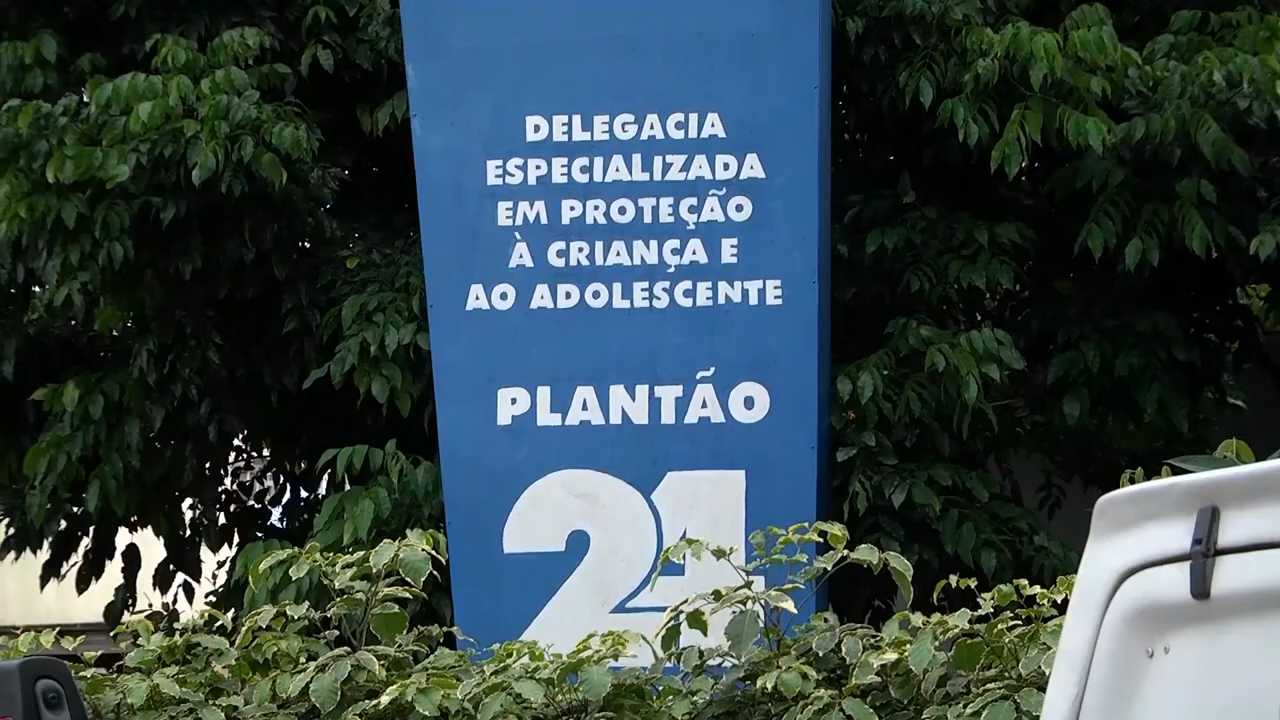 DELEGACIA
ESPECIALIZADA
EM PROTEÇÃO
À CRIANÇA E
AO ADOLESCENTE
PLANTÃO
24